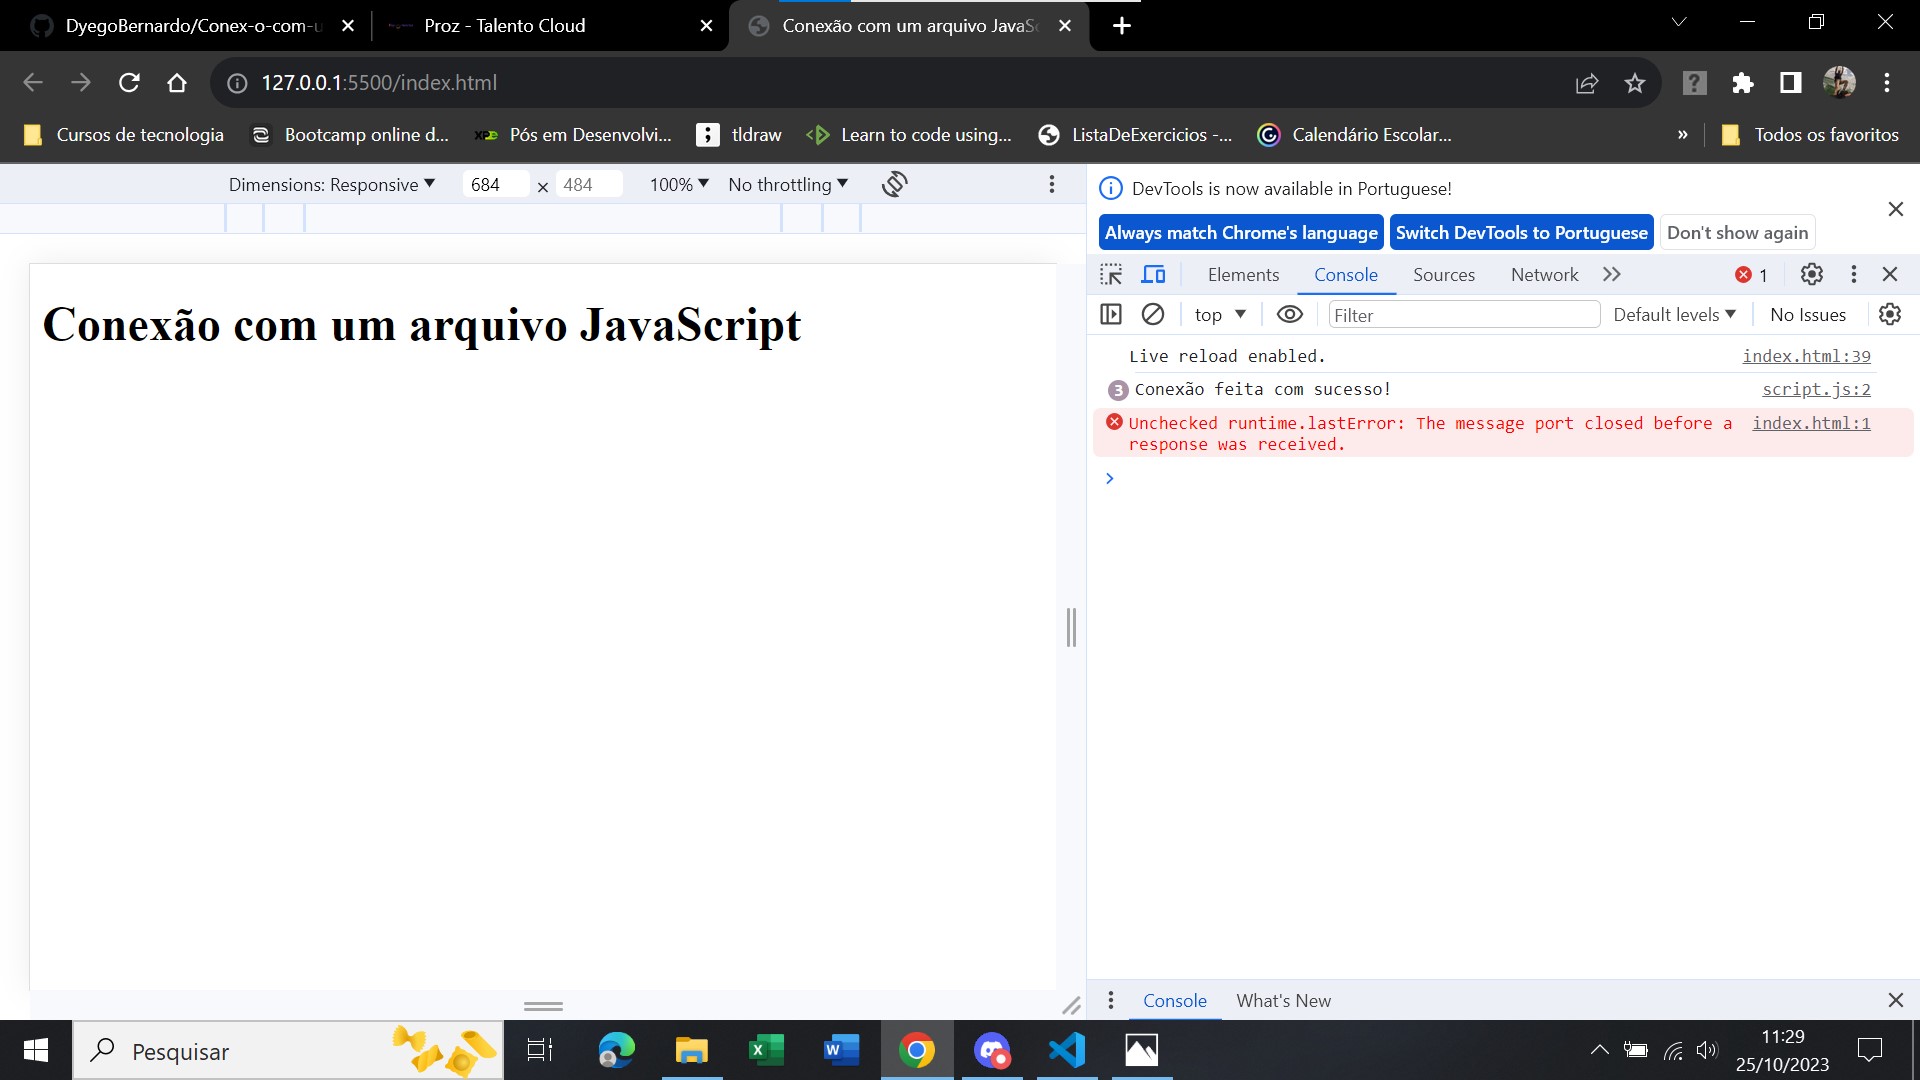 DyegoBernardo/Conex-o-com-u
Proz - Talento Cloud
Conexão com um arquivo JavaSc
127.0.0.1:5500/index.html
Cursos de tecnologia
Bootcamp online d...
Pós em Desenvolvi...
tldraw
Learn to code using...
ListaDeExercicios -...
Calendário Escolar...
»
Todos os favoritos
Dimensions: Responsive
684 × 484
100%
No throttling
DevTools is now available in Portuguese!
Always match Chrome's language
Switch DevTools to Portuguese
Don't show again
Elements
Console
Sources
Network
1
top
Filter
Default levels
No Issues
Conexão com um arquivo JavaScript
Live reload enabled. index.html:39
3 Conexão feita com sucesso! script.js:2
Unchecked runtime.lastError: The message port closed before a index.html:1
response was received.
Console
What's New
Pesquisar
11:29
25/10/2023